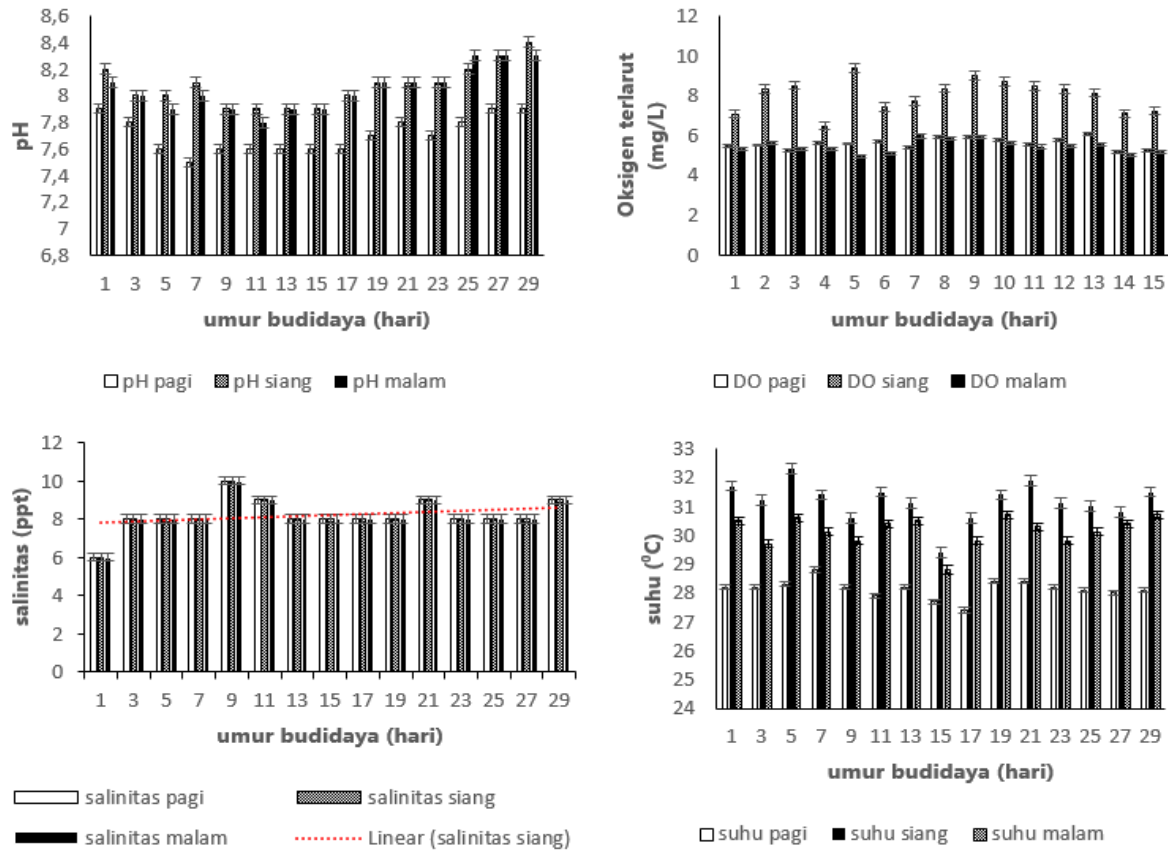 8,6
8,4
8,2
8
7,8
7,6
7,4
7,2
7
6,8
pH
1 3 5 7 9 11 13 15 17 19 21 23 25 27 29
umur budidaya (hari)
pH pagi pH siang pH malam
12
10
8
6
4
2
0
Oksigen terlarut
(mg/L)
1 2 3 4 5 6 7 8 9 10 11 12 13 14 15
umur budidaya (hari)
DO pagi DO siang DO malam
12
10
8
6
4
2
0
salinitas (ppt)
1 3 5 7 9 11 13 15 17 19 21 23 25 27 29
umur budidaya (hari)
salinitas pagi salinitas siang
salinitas malam Linear (salinitas siang)
33
32
31
30
29
28
27
26
25
24
suhu (⁰C)
1 3 5 7 9 11 13 15 17 19 21 23 25 27 29
umur budidaya (hari)
suhu pagi suhu siang suhu malam